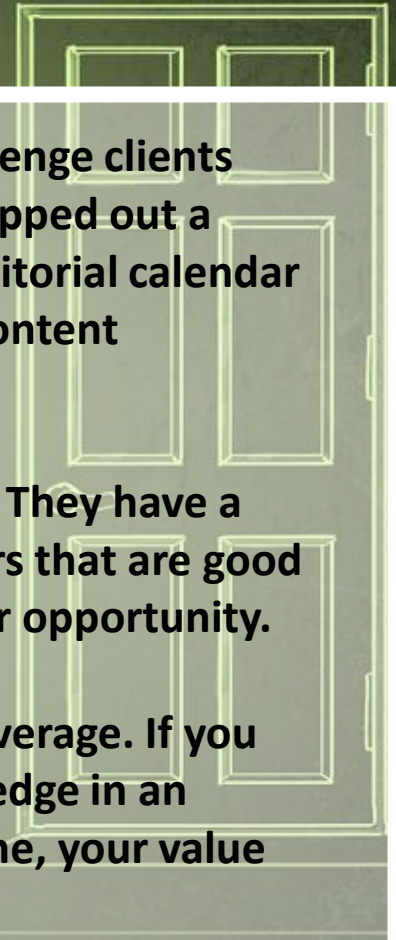 enge clients
pped out a
itorial calendar
ontent
They have a
rs that are good
r opportunity.
verage. If you
edge in an
ne, your value